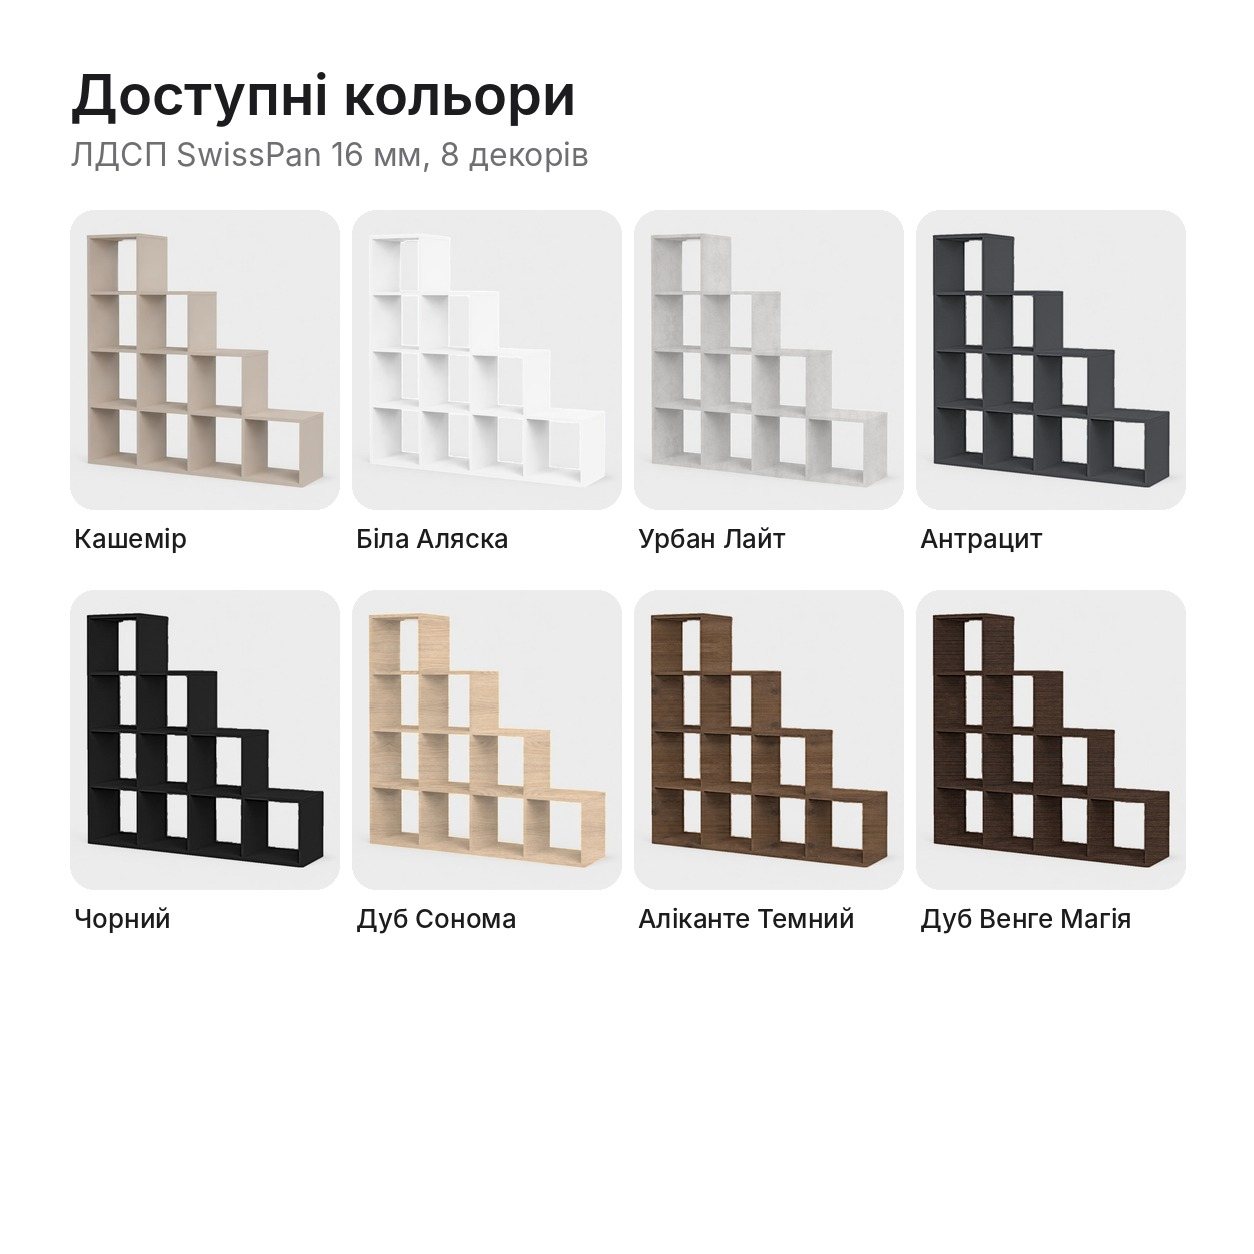 Доступні кольори
ЛДСП SwissPan 16 мм, 8 декорів
Кашемір
Біла Аляска
Урбан Лайт
Антрацит
Чорний
Дуб Сонома
Аліканте Темний
Дуб Венге Магія